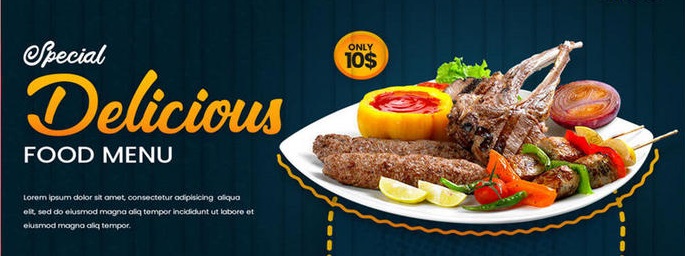 Special
Delicious
FOOD MENU
ONLY
10$
Lorem ipsum dolor sit amet, consectetur adipisicing aliqua
elit, sed do eiusmod magna aliq tempor incididunt ut labore et
eiusmod magna aliq tempor.